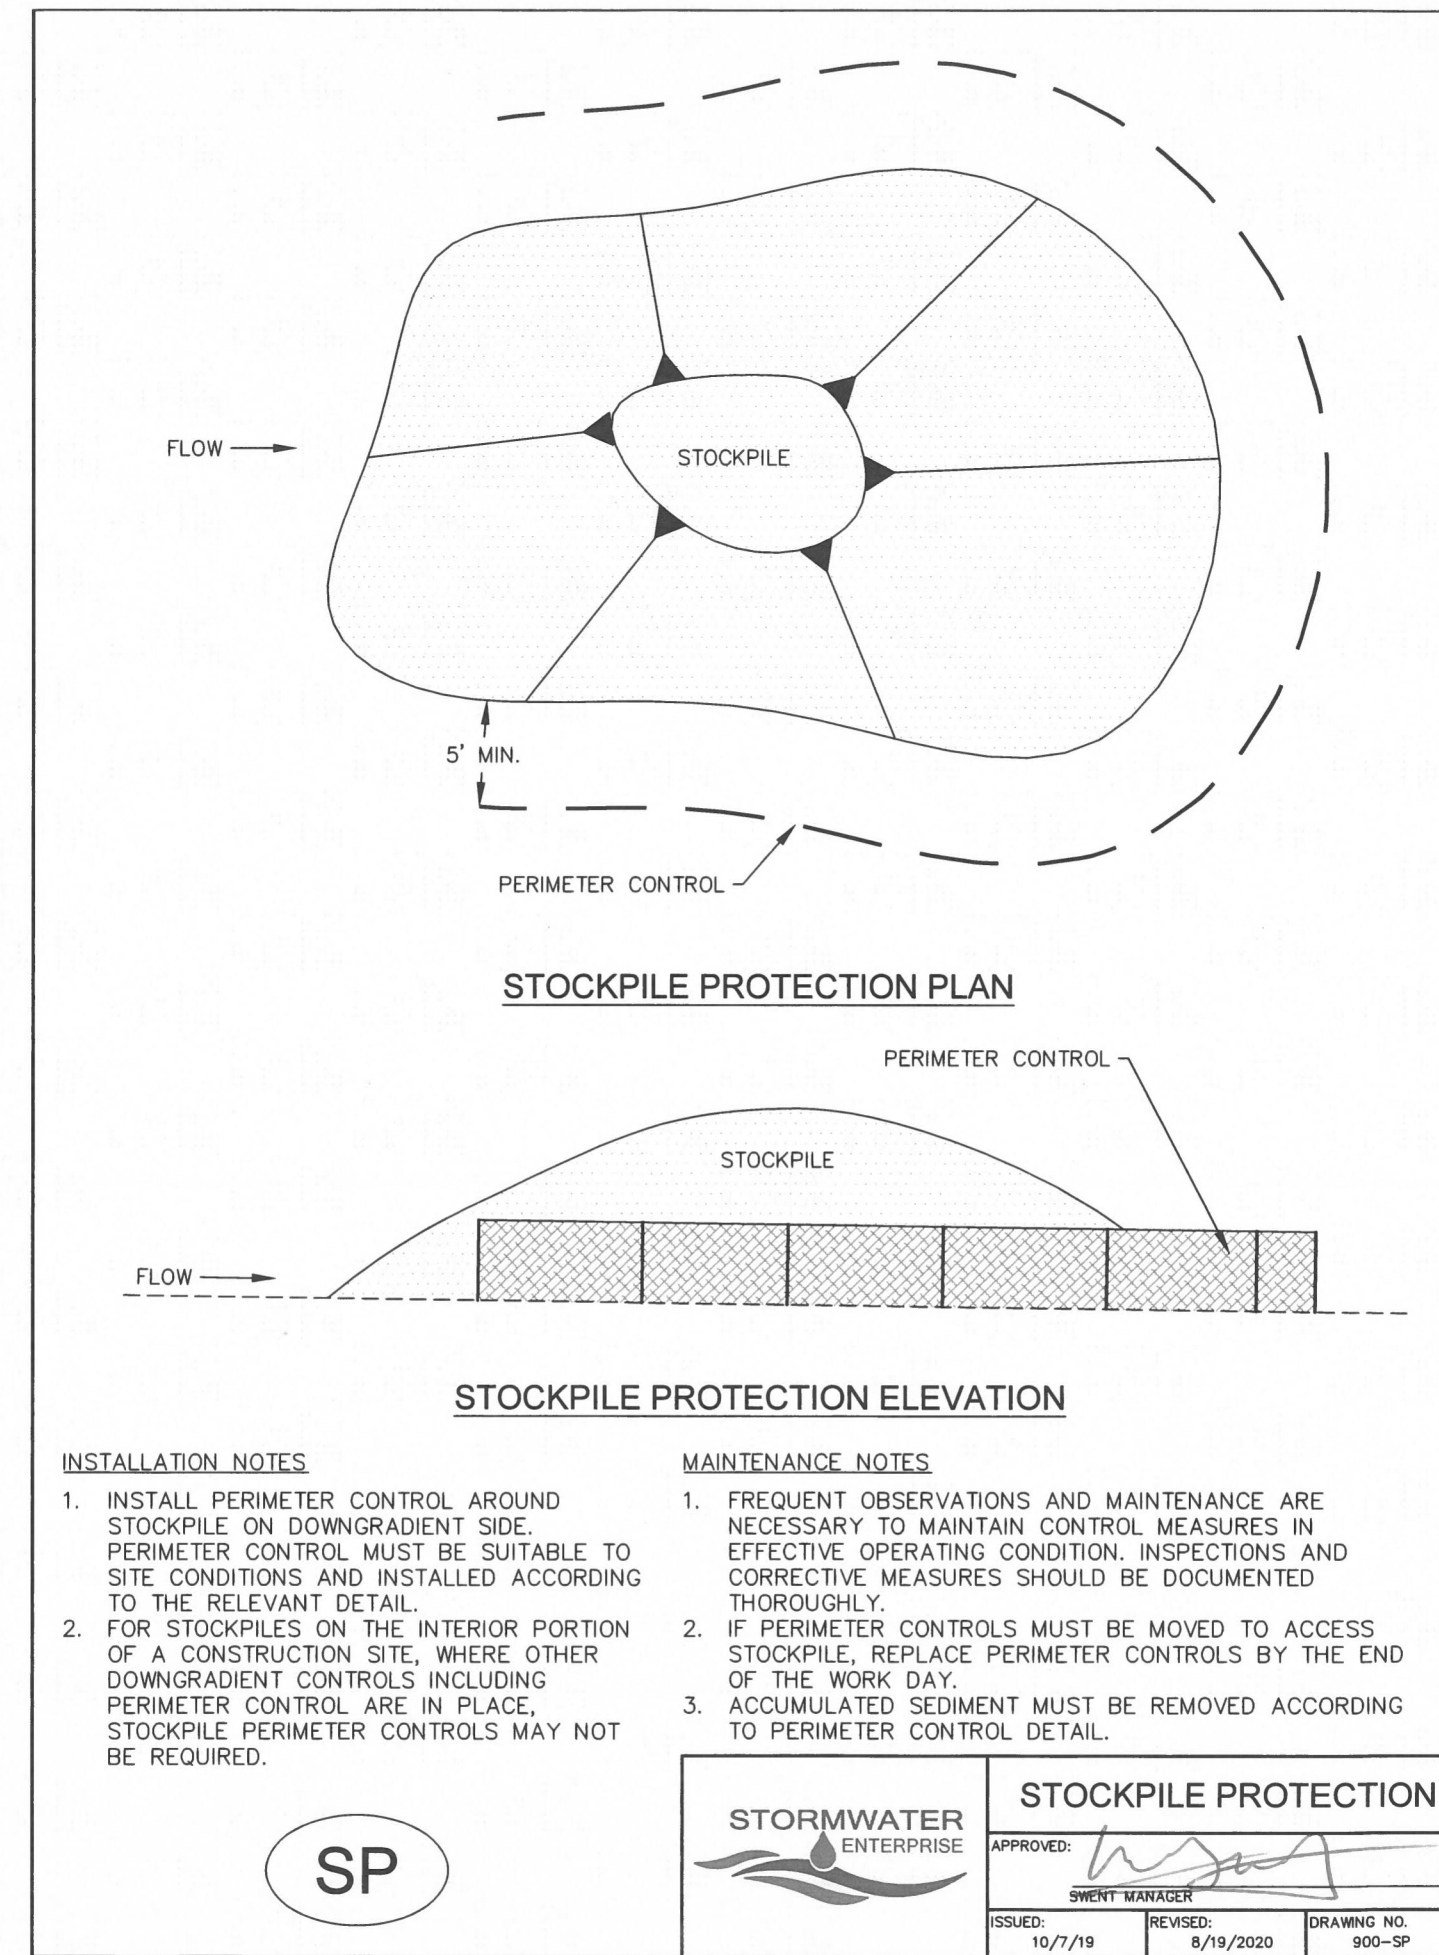 FLOW
STOCKPILE
5' MIN.
PERIMETER CONTROL
STOCKPILE PROTECTION PLAN
PERIMETER CONTROL
STOCKPILE
FLOW
STOCKPILE PROTECTION ELEVATION
INSTALLATION NOTES
1. INSTALL PERIMETER CONTROL AROUND
STOCKPILE ON DOWNGRADIENT SIDE.
PERIMETER CONTROL MUST BE SUITABLE TO
SITE CONDITIONS AND INSTALLED ACCORDING
TO THE RELEVANT DETAIL.
2. FOR STOCKPILES ON THE INTERIOR PORTION
OF A CONSTRUCTION SITE, WHERE OTHER
DOWNGRADIENT CONTROLS INCLUDING
PERIMETER CONTROL ARE IN PLACE,
STOCKPILE PERIMETER CONTROLS MAY NOT
BE REQUIRED.
MAINTENANCE NOTES
1. FREQUENT OBSERVATIONS AND MAINTENANCE ARE
NECESSARY TO MAINTAIN CONTROL MEASURES IN
EFFECTIVE OPERATING CONDITION. INSPECTIONS AND
CORRECTIVE MEASURES SHOULD BE DOCUMENTED
THOROUGHLY.
2. IF PERIMETER CONTROLS MUST BE MOVED TO ACCESS
STOCKPILE, REPLACE PERIMETER CONTROLS BY THE END
OF THE WORK DAY.
3. ACCUMULATED SEDIMENT MUST BE REMOVED ACCORDING
TO PERIMETER CONTROL DETAIL.
SP
STORMWATER
ENTERPRISE
STOCKPILE PROTECTION
APPROVED:
SWENT MANAGER
ISSUED:
10/7/19
REVISED:
8/19/2020
DRAWING NO.
900-SP